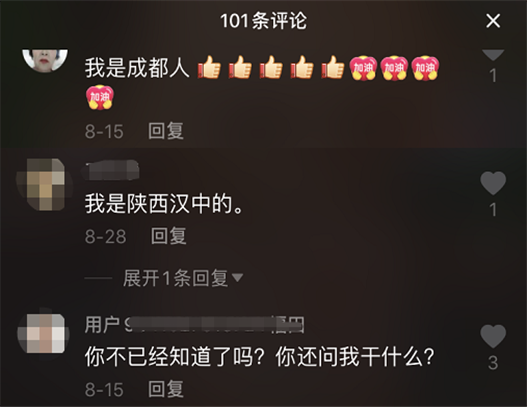 101条评论
我是成都人
加油 加油 加油
加油
1
8-15 回复
我是陕西汉中的。
1
8-28 回复
展开1条回复
用户9
你不已经知道了吗？你还问我干什么？
3
8-15 回复